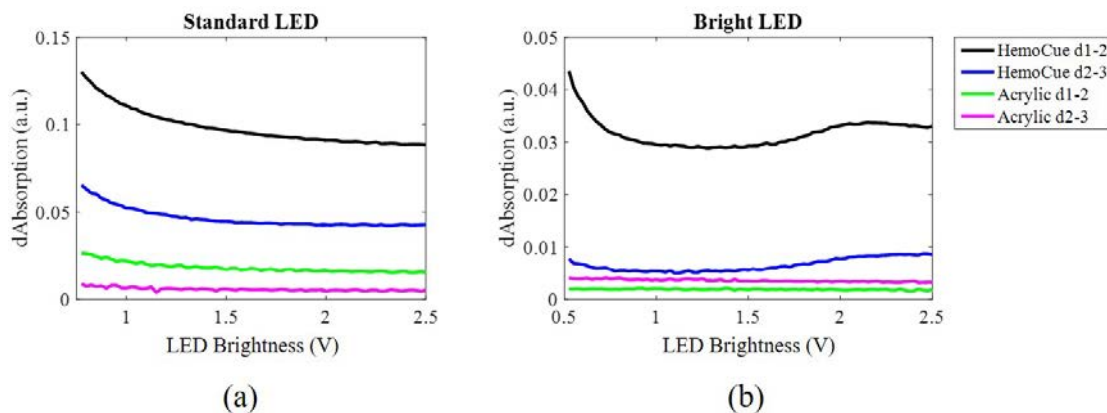 Standard LED
0.15
0.1
0.05
0
dAbsorption (a.u.)
1
1.5
2
2.5
LED Brightness (V)
(a)
Bright LED
0.05
0.04
0.03
0.02
0.01
0
dAbsorption (a.u.)
0.5
1
1.5
2
2.5
LED Brightness (V)
(b)
HemoCue d1-2
HemoCue d2-3
Acrylic d1-2
Acrylic d2-3